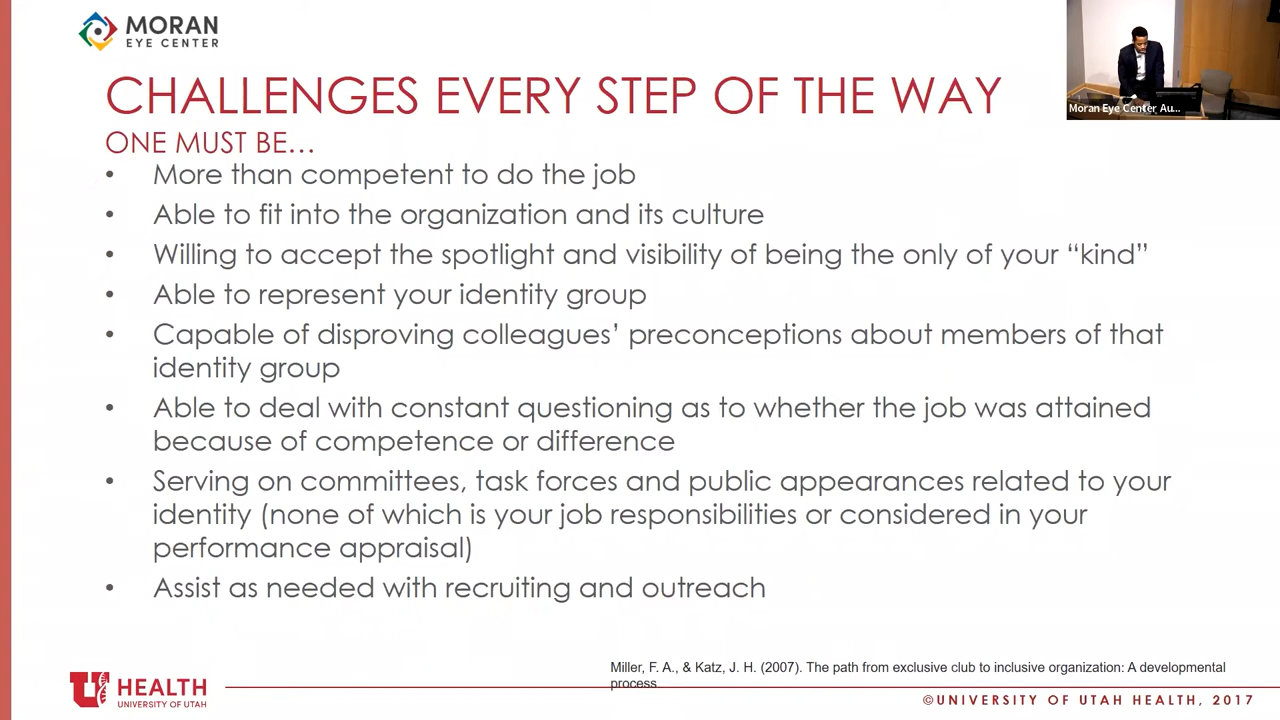 MORAN
EYE CENTER
CHALLENGES EVERY STEP OF THE WAY
Moran Eye Center Au...
ONE MUST BE...
• More than competent to do the job
• Able to fit into the organization and its culture
• Willing to accept the spotlight and visibility of being the only of your “kind”
• Able to represent your identity group
• Capable of disproving colleagues’ preconceptions about members of that
identity group
• Able to deal with constant questioning as to whether the job was attained
because of competence or difference
• Serving on committees, task forces and public appearances related to your
identity (none of which is your job responsibilities or considered in your
performance appraisal)
• Assist as needed with recruiting and outreach
Miller, F. A., & Katz, J. H. (2007). The path from exclusive club to inclusive organization: A developmental
process.
U HEALTH
UNIVERSITY OF UTAH
©UNIVERSITY OF UTAH HEALTH, 2017